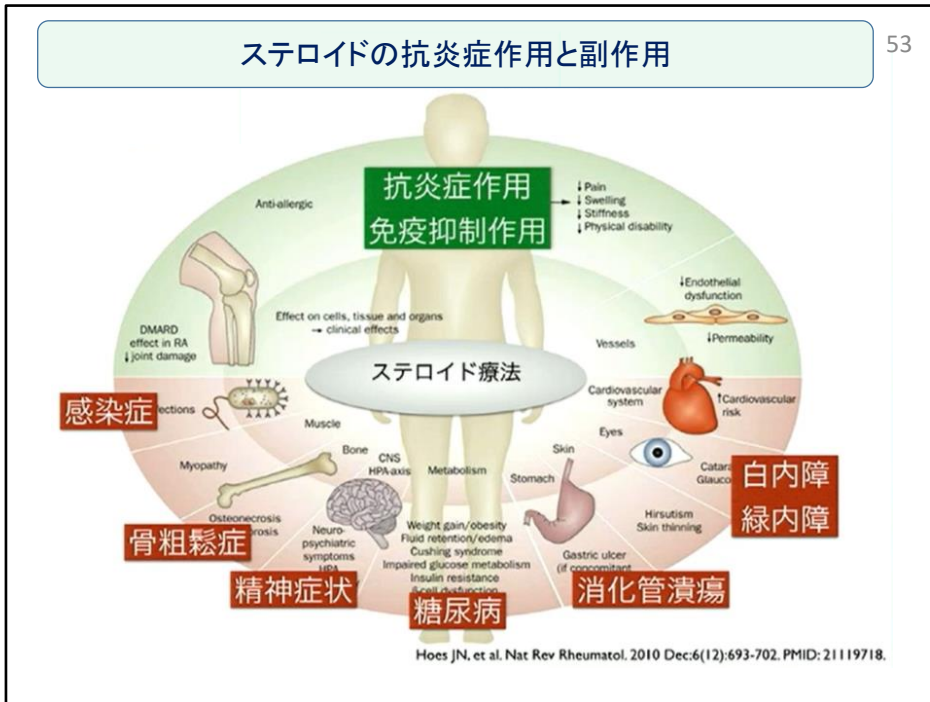 ステロイドの抗炎症作用と副作用
53
抗炎症作用
免疫抑制作用
↓Pain
↓Swelling
↓Stiffness
↓Physical disability
Anti-allergic
↓Endothelial
dysfunction
↓Permeability
Effect on cells, tissue and organs
→ clinical effects
Vessels
DMARD
effect in RA
↓joint damage
ステロイド療法
Cardiovascular
system
↑Cardiovascular
risk
感染症
Muscle
Eyes
Myopathy
Bone
CNS
HPA-axis
Metabolism
Stomach
Skin
白内障
緑内障
Hirsutism
Skin thinning
Osteonecrosis
骨粗鬆症
Neuro-
psychiatric
symptoms
精神症状
Weight gain/obesity
Fluid retention/edema
Cushing syndrome
Impaired glucose metabolism
Insulin resistance
糖尿病
Gastric ulcer
(if concomitant
消化管潰瘍
Hoes JN, et al. Nat Rev Rheumatol. 2010 Dec;6(12):693-702. PMID: 21119718.